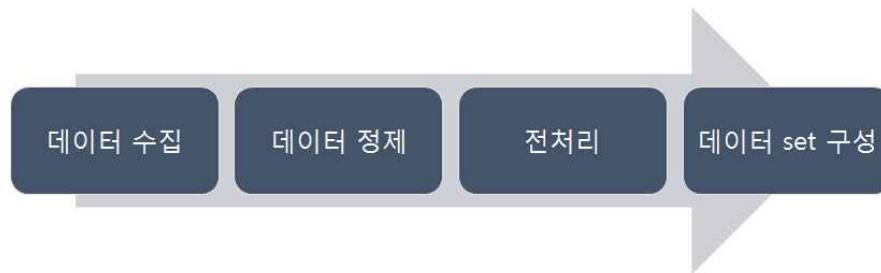 데이터 수집
데이터 정제
전처리
데이터 set 구성